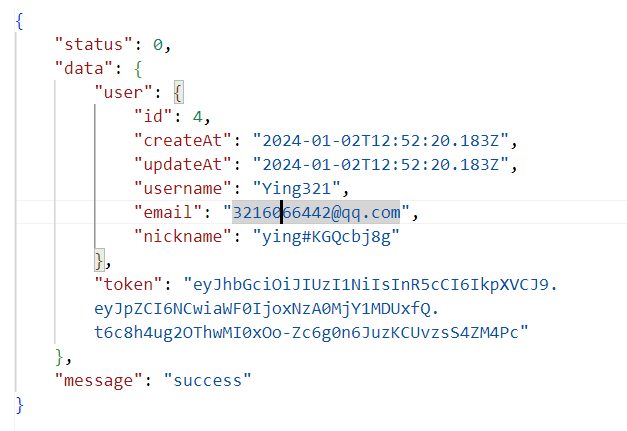 {
"status": 0,
"data": {
"user": {
"id": 4,
"createAt": "2024-01-02T12:52:20.183Z",
"updateAt": "2024-01-02T12:52:20.183Z",
"username": "Ying321",
"email": "3216066442@qq.com",
"nickname": "ying#KGQcbj8g"
},
"token": "eyJhbGciOiJIUzI1NiIsInR5cCI6IkpXVCJ9.
eyJpZCI6NCwiaWF0IjoxNzA0MjY1MDUxfQ.
t6c8h4ug2OThwMI0xOo-Zc6g0n6JuzKCUvzsS4ZM4Pc"
},
"message": "success"
}